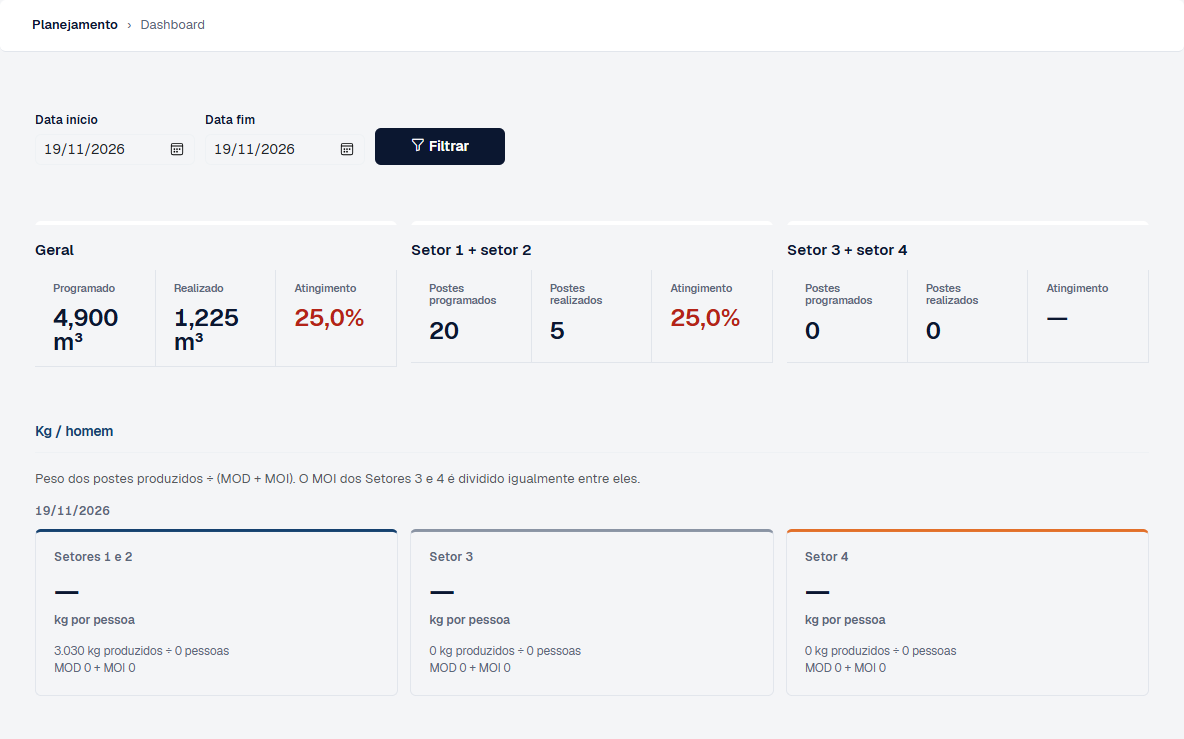 Planejamento › Dashboard
Data início Data fim
19/11/2026 19/11/2026 Filtrar
Geral
Programado
4,900
m³
Realizado
1,225
m³
Atingimento
25,0%
Setor 1 + setor 2
Postes
programados
20
Postes
realizados
5
Atingimento
25,0%
Setor 3 + setor 4
Postes
programados
0
Postes
realizados
0
Atingimento
—
Kg / homem
Peso dos postes produzidos ÷ (MOD + MOI). O MOI dos Setores 3 e 4 é dividido igualmente entre eles.
19/11/2026
Setores 1 e 2
—
kg por pessoa
3.030 kg produzidos ÷ 0 pessoas
MOD 0 + MOI 0
Setor 3
—
kg por pessoa
0 kg produzidos ÷ 0 pessoas
MOD 0 + MOI 0
Setor 4
—
kg por pessoa
0 kg produzidos ÷ 0 pessoas
MOD 0 + MOI 0